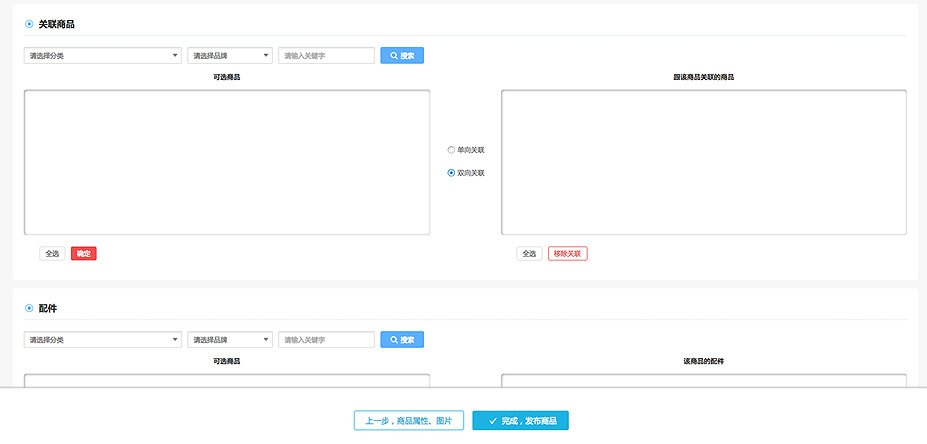 关联商品
请选择分类 请选择品牌 请输入关键字 搜索
可选商品 跟该商品关联的商品
单向关联
双向关联
全选 确定 全选 移除关联
配件
请选择分类 请选择品牌 请输入关键字 搜索
可选商品 该商品的配件
上一步，商品属性、图片 完成，发布商品